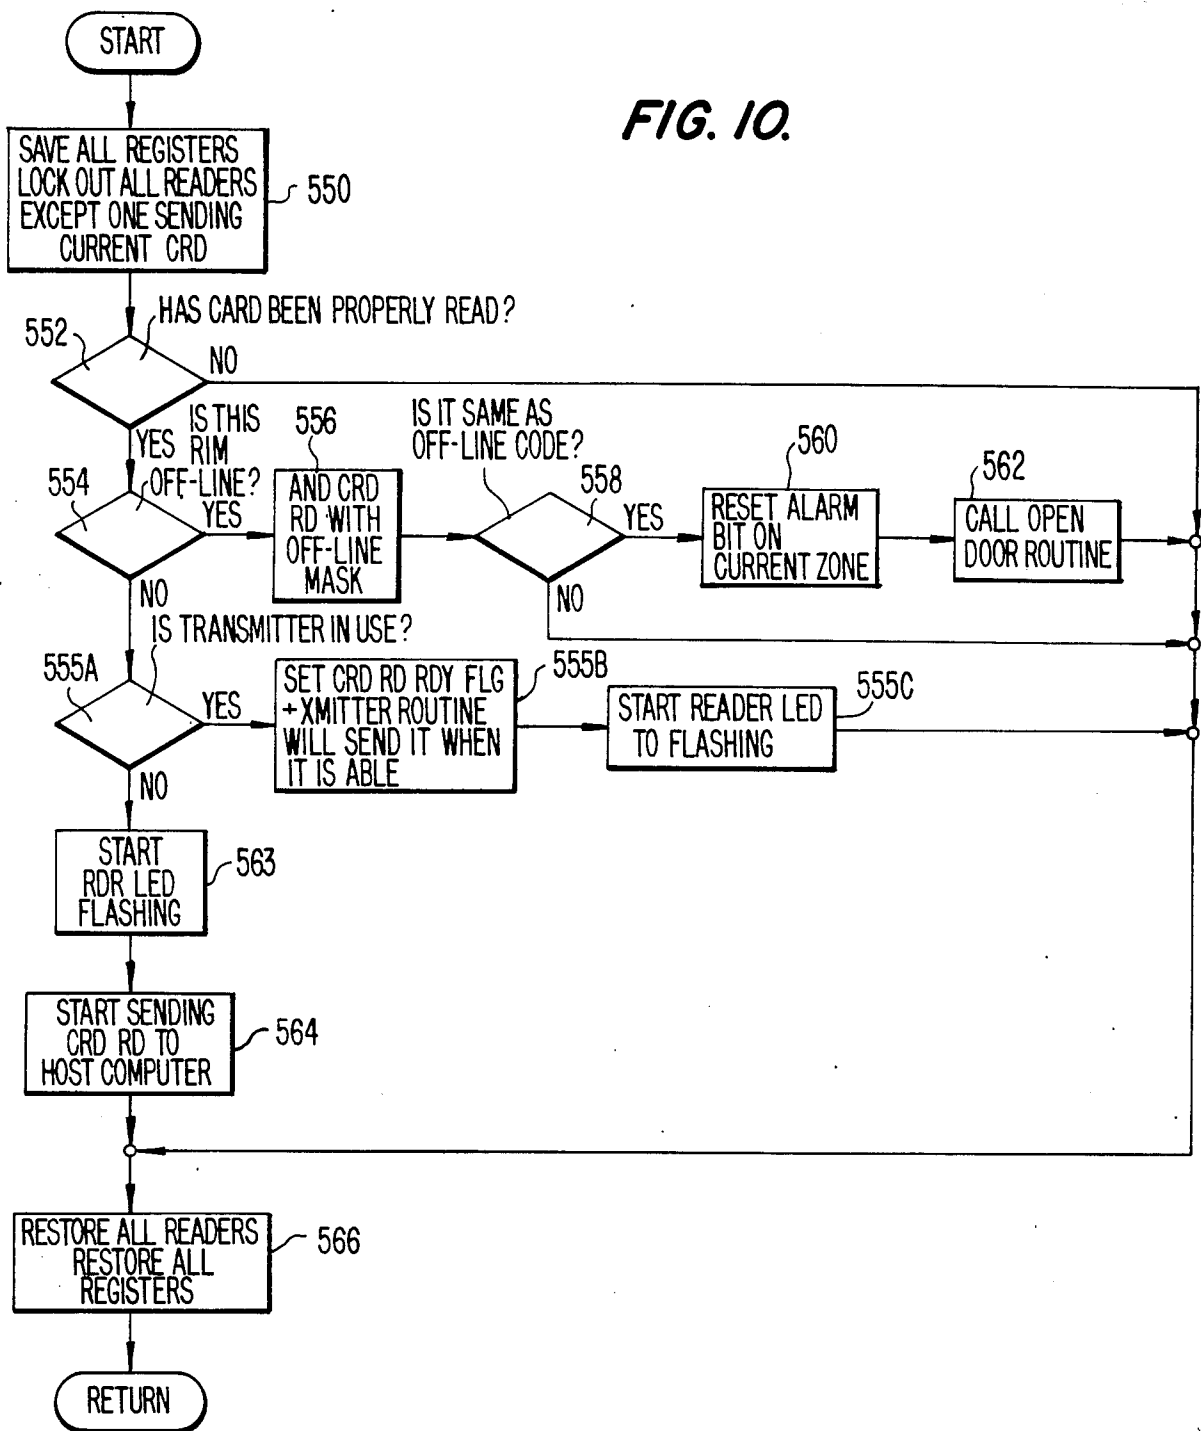 START
FIG. 10.
SAVE ALL REGISTERS
LOCK OUT ALL READERS
EXCEPT ONE SENDING
CURRENT CRD
550
HAS CARD BEEN PROPERLY READ?
552
NO
YES
IS THIS
RIM
OFF-LINE?
554
YES
NO
556
AND CRD
RD WITH
OFF-LINE
MASK
IS IT SAME AS
OFF-LINE CODE?
558
YES
NO
560
RESET ALARM
BIT ON
CURRENT ZONE
562
CALL OPEN
DOOR ROUTINE
IS TRANSMITTER IN USE?
555A
YES
NO
SET CRD RD RDY FLG
+ XMITTER ROUTINE
WILL SEND IT WHEN
IT IS ABLE
555B
START READER LED
TO FLASHING
555C
START
RDR LED
FLASHING
563
START SENDING
CRD RD TO
HOST COMPUTER
564
RESTORE ALL READERS
RESTORE ALL
REGISTERS
566
RETURN